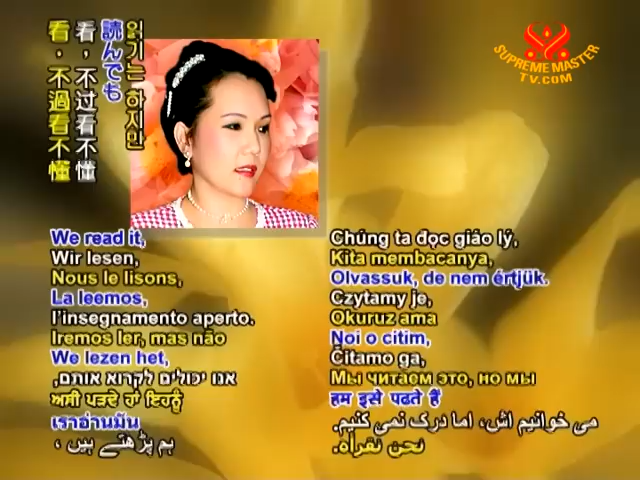 看，不過看不懂
看，不过看不懂
読んでも
읽기는 하지만
SUPREME MASTER
TV.COM
We read it,
Wir lesen,
Nous le lisons,
La leemos,
l'insegnamento aperto.
Iremos ler, mas não
We lezen het,
אנו יכולים לקרוא אותם,
ਅਸੀ ਪੜਦੇ ਹਾਂ ਇਹਨੂੰ
เราอ่านมัน
ہم پڑھتے ہیں ،
Chúng ta đọc giáo lý,
Kita membacanya,
Olvassuk, de nem értjük.
Czytamy je,
Okuruz ama
Noi o citim,
Čitamo ga,
Мы читаем это, но мы
हम इसे पढते हैं
می خوانیم اش، اما درک نمی کنیم.
نحن نقرأه.